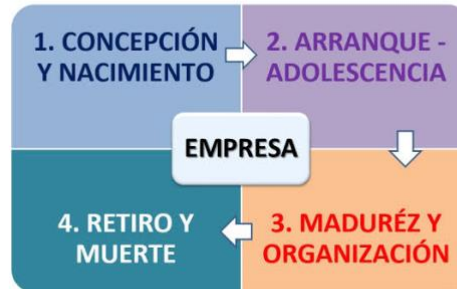 1. CONCEPCIÓN
Y NACIMIENTO
2. ARRANQUE -
ADOLESCENCIA
EMPRESA
4. RETIRO Y
MUERTE
3. MADURÉZ Y
ORGANIZACIÓN